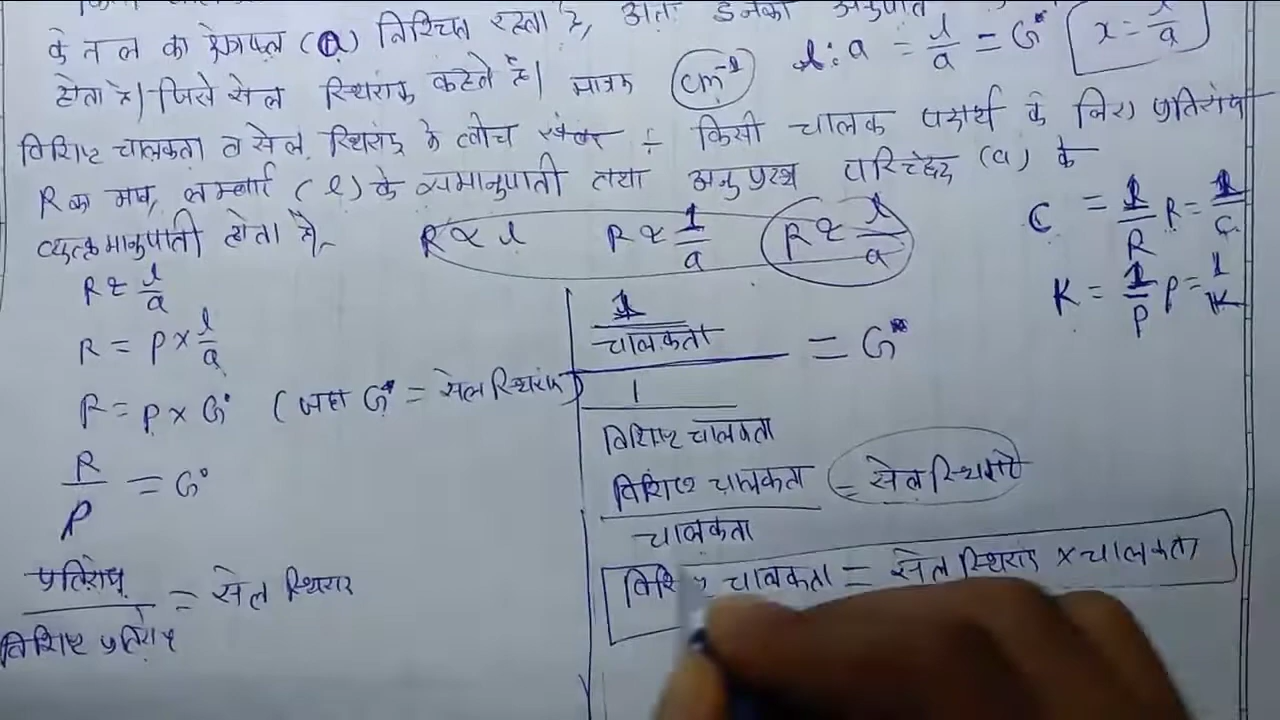 के तल का क्षेत्रफल (a) निश्चित रहता है, अतः इनका अनुपात
l : a = l/a = G* x = l/a
होता है। जिसे सेल स्थिरांक कहते है। मात्रक cm⁻¹
विशिष्ट चालकता व सेल स्थिरांक के बीच संबंध ÷ किसी चालक पदार्थ के लिए प्रतिरोध
R का मान, लम्बाई (l) के समानुपाती तथा अनुप्रस्थ परिच्छेद (a) के
व्युत्क्रमानुपाती होता है,
R ∝ l R ∝ 1/a R ∝ l/a
C = 1/R R = 1/C
K = 1/ρ ρ = 1/K
R ∝ l/a
R = ρ × l/a
R = ρ × G* (जहा G* = सेल स्थिरांक)
R/ρ = G*
प्रतिरोध / विशिष्ट प्रतिरोध = सेल स्थिरांक
1/चालकता = G*
1/विशिष्ट चालकता
विशिष्ट चालकता / चालकता = सेल स्थिरांक
चालकता = सेल स्थिरांक × चालकता